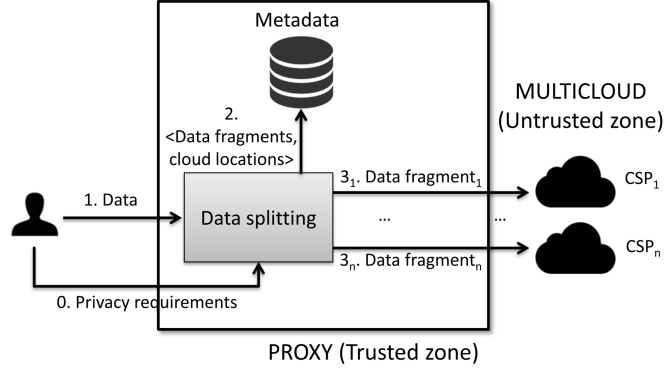 Metadata
2.
<Data fragments,
cloud locations>
MULTICLOUD
(Untrusted zone)
3₁. Data fragment₁
CSP₁
1. Data
Data splitting
...
...
3ₙ. Data fragmentₙ
CSPₙ
0. Privacy requirements
PROXY (Trusted zone)